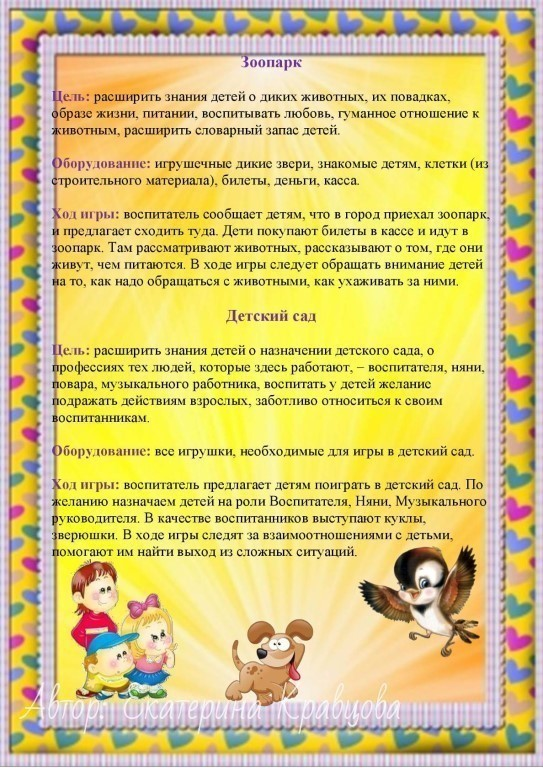 Зоопарк
Цель: расширить знания детей о диких животных, их повадках,
образе жизни, питании, воспитывать любовь, гуманное отношение к
животным, расширить словарный запас детей.
Оборудование: игрушечные дикие звери, знакомые детям, клетки (из
строительного материала), билеты, деньги, касса.
Ход игры: воспитатель сообщает детям, что в город приехал зоопарк,
и предлагает сходить туда. Дети покупают билеты в кассе и идут в
зоопарк. Там рассматривают животных, рассказывают о том, где они
живут, чем питаются. В ходе игры следует обращать внимание детей
на то, как надо обращаться с животными, как ухаживать за ними.
Детский сад
Цель: расширить знания детей о назначении детского сада, о
профессиях тех людей, которые здесь работают, – воспитателя, няни,
повара, музыкального работника, воспитать у детей желание
подражать действиям взрослых, заботливо относиться к своим
воспитанникам.
Оборудование: все игрушки, необходимые для игры в детский сад.
Ход игры: воспитатель предлагает детям поиграть в детский сад. По
желанию назначаем детей на роли Воспитателя, Няни, Музыкального
руководителя. В качестве воспитанников выступают куклы,
зверюшки. В ходе игры следят за взаимоотношениями с детьми,
помогают им найти выход из сложных ситуаций.
Автор: Екатерина Кравцова